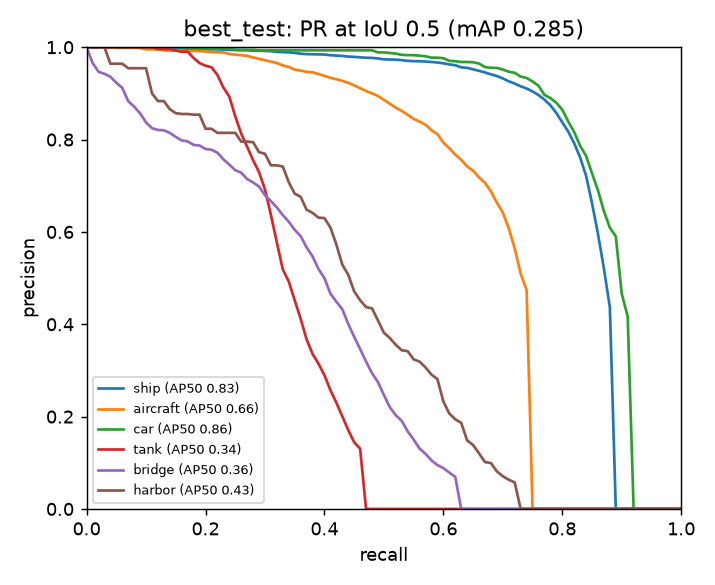 best_test: PR at IoU 0.5 (mAP 0.285)
precision
1.0
0.8
0.6
0.4
0.2
0.0
ship (AP50 0.83)
aircraft (AP50 0.66)
car (AP50 0.86)
tank (AP50 0.34)
bridge (AP50 0.36)
harbor (AP50 0.43)
0.0 0.2 0.4 0.6 0.8 1.0
recall